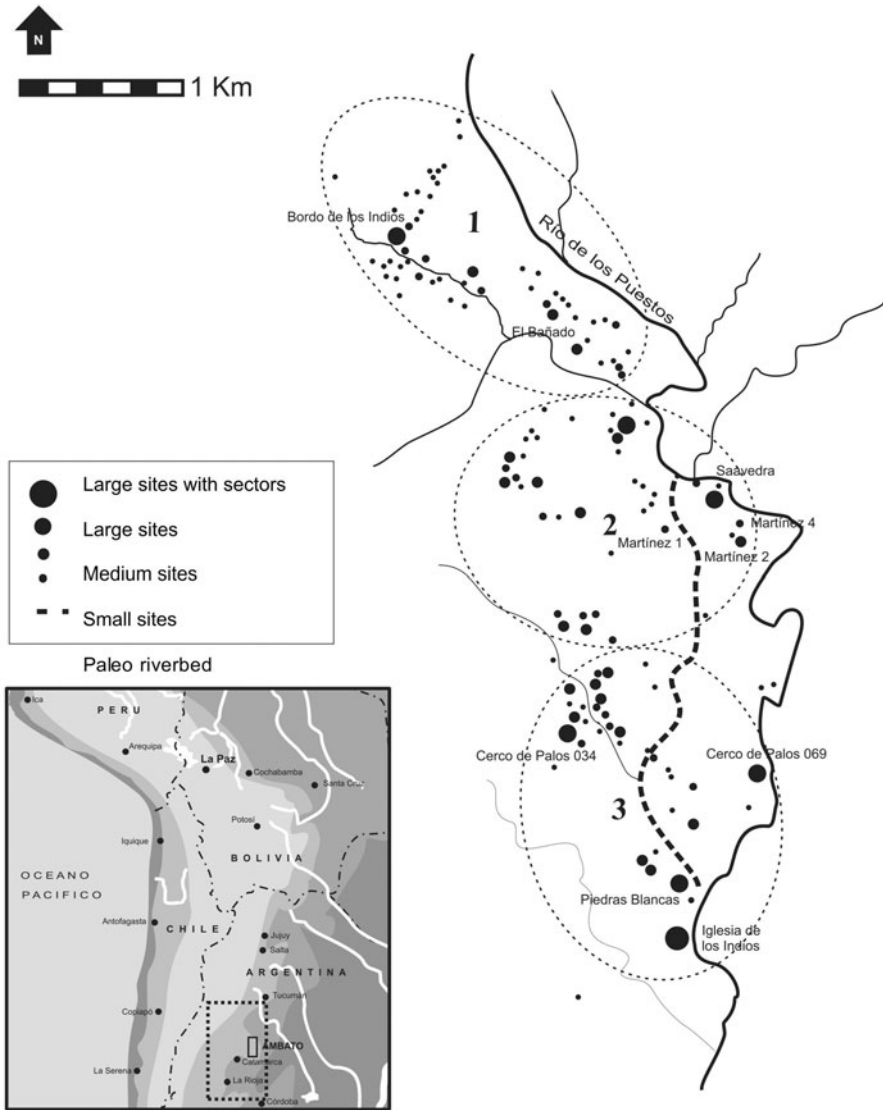 N
1 Km
Bordo de los Indios
1
Río de los Puestos
El Bañado
Saavedra
Martínez 4
2
Martínez 1
Martínez 2
Large sites with sectors
Large sites
Medium sites
Small sites
Paleo riverbed
Cerco de Palos 034
Cerco de Palos 069
3
Piedras Blancas
Iglesia de
los Indios
Ica
PERU
Arequipa
La Paz
Cochabamba
Santa Cruz
Potosí
Iquique
BOLIVIA
OCEANO
PACIFICO
Antofagasta
CHILE
Jujuy
Salta
ARGENTINA
Tucumán
Copiapó
AMBATO
Catamarca
La Serena
La Rioja
Córdoba